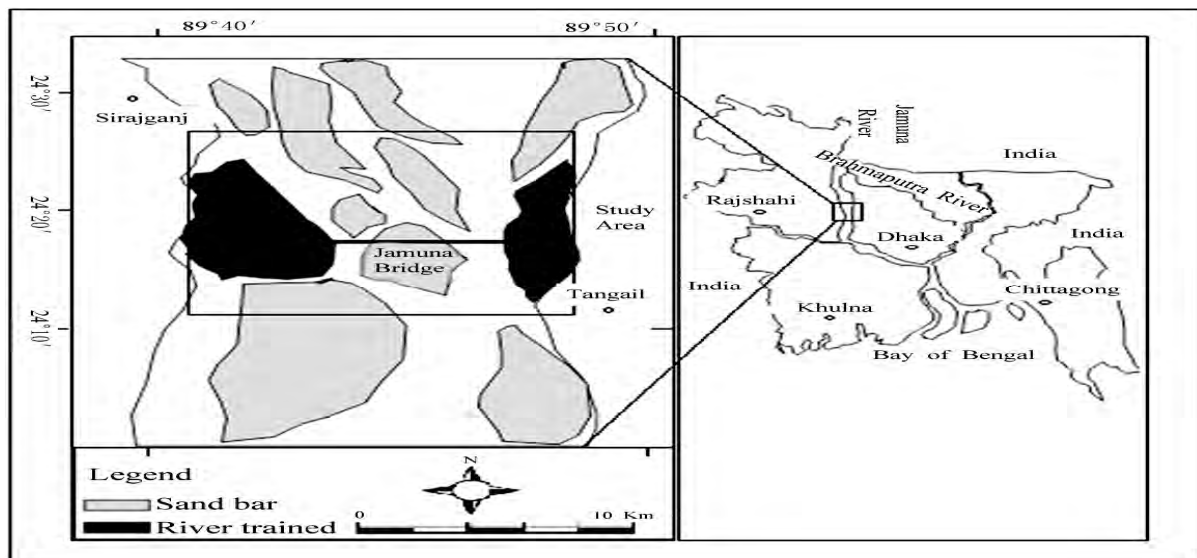 89°40′
89°50′
24°30′
24°20′
24°10′
Sirajganj
Study
Area
Jamuna
Bridge
Tangail
Legend
Sand bar
River trained
N
0
10 Km
Jamuna
River
Brahmaputra River
India
Rajshahi
Dhaka
India
India
Chittagong
Khulna
Bay of Bengal